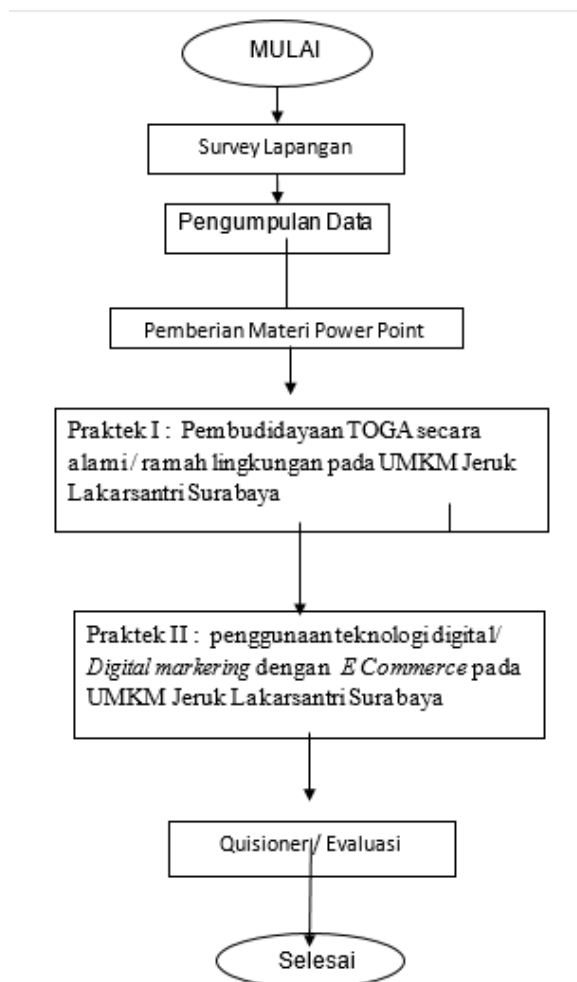 MULAI
Survey Lapangan
Pengumpulan Data
Pemberian Materi Power Point
Praktek I : Pembudidayaan TOGA secara
alami / ramah lingkungan pada UMKM Jeruk
Lakarsantri Surabaya
Praktek II : penggunaan teknologi digital/
Digital markering dengan E Commerce pada
UMKM Jeruk Lakarsantri Surabaya
Quisioner / Evaluasi
Selesai